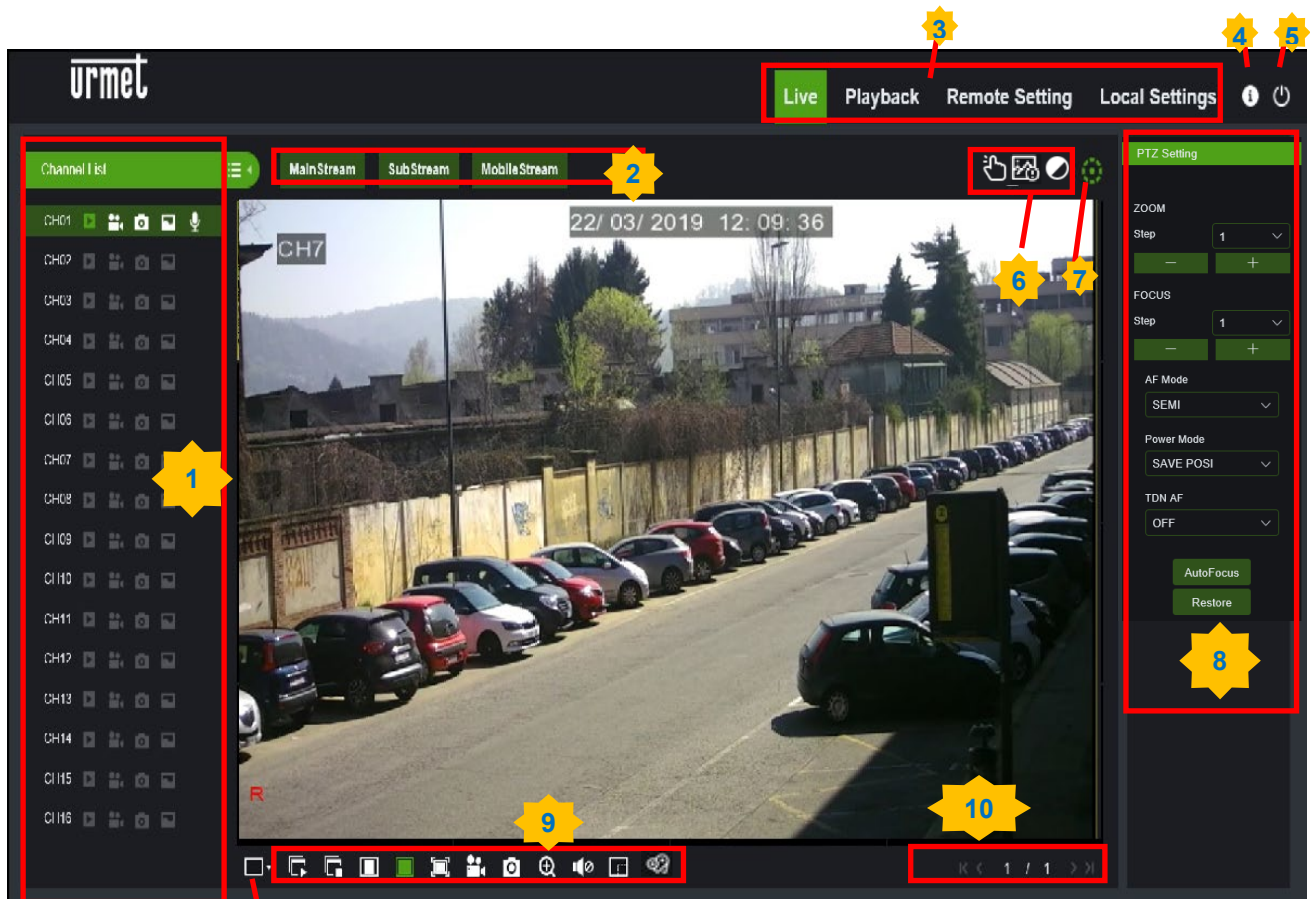 3
4
5
urmet
Live Playback Remote Setting Local Settings
Channel List
MainStream SubStream MobileStream
2
PTZ Setting
22/ 03/ 2019 12: 09: 36
CH7
6
7
ZOOM
Step 1
− +
FOCUS
Step 1
− +
AF Mode
SEMI
Power Mode
SAVE POSI
TDN AF
OFF
AutoFocus
Restore
8
CH01
CH02
CH03
CH04
CH05
CH06
CH07
1
CH08
CH09
CH10
CH11
CH12
CH13
CH14
CH15
CH16
R
9
10
1 / 1